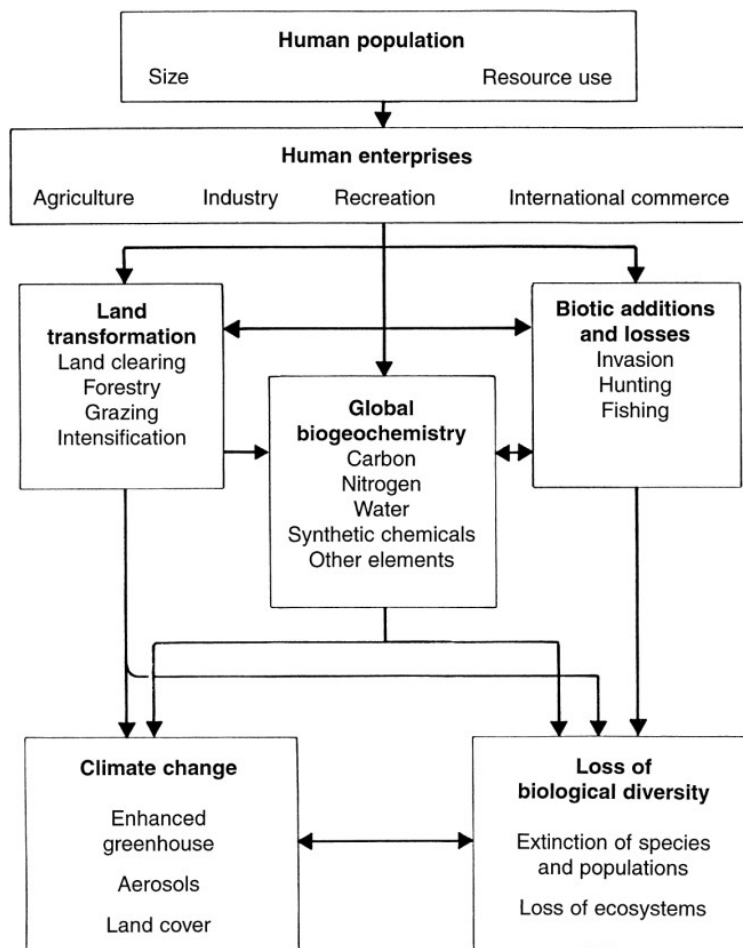 Human population
Size Resource use
Human enterprises
Agriculture Industry Recreation International commerce
Land
transformation
Land clearing
Forestry
Grazing
Intensification
Biotic additions
and losses
Invasion
Hunting
Fishing
Global
biogeochemistry
Carbon
Nitrogen
Water
Synthetic chemicals
Other elements
Climate change
Enhanced
greenhouse
Aerosols
Land cover
Loss of
biological diversity
Extinction of species
and populations
Loss of ecosystems